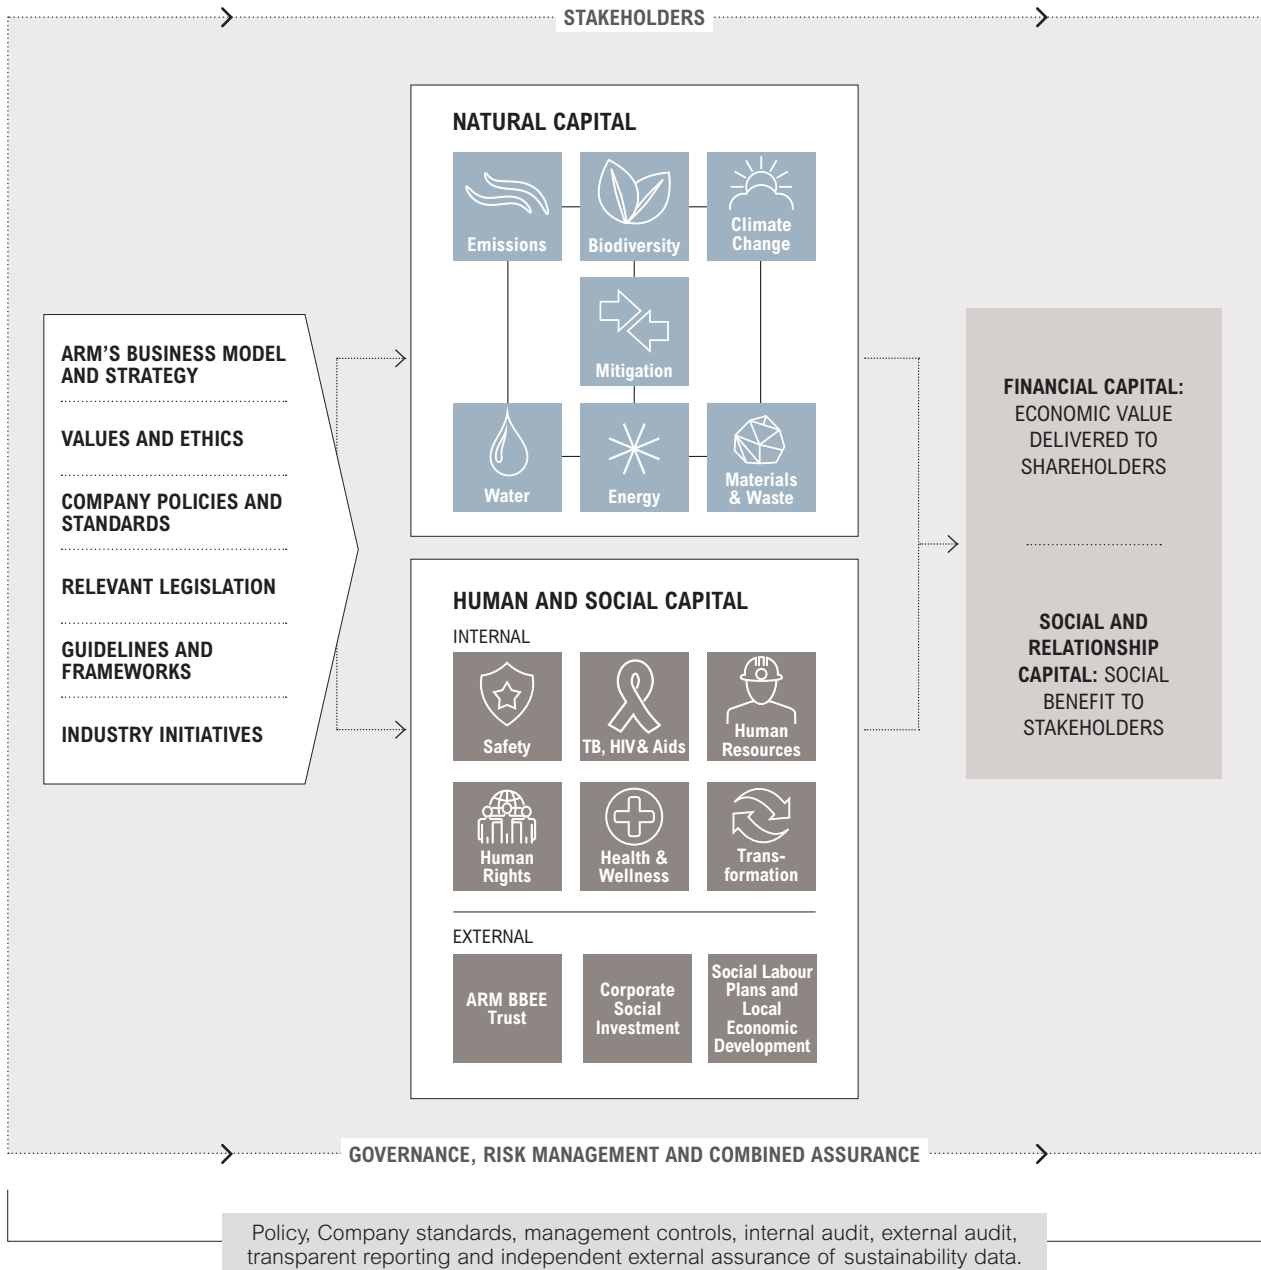 STAKEHOLDERS
ARM'S BUSINESS MODEL
AND STRATEGY
VALUES AND ETHICS
COMPANY POLICIES AND
STANDARDS
RELEVANT LEGISLATION
GUIDELINES AND
FRAMEWORKS
INDUSTRY INITIATIVES
NATURAL CAPITAL
Emissions
Biodiversity
Climate
Change
Mitigation
Water
Energy
Materials
& Waste
HUMAN AND SOCIAL CAPITAL
INTERNAL
Safety
TB, HIV & Aids
Human
Resources
Human
Rights
Health &
Wellness
Trans-
formation
EXTERNAL
ARM BBEE
Trust
Corporate
Social
Investment
Social Labour
Plans and
Local
Economic
Development
FINANCIAL CAPITAL:
ECONOMIC VALUE
DELIVERED TO
SHAREHOLDERS
SOCIAL AND
RELATIONSHIP
CAPITAL: SOCIAL
BENEFIT TO
STAKEHOLDERS
GOVERNANCE, RISK MANAGEMENT AND COMBINED ASSURANCE
Policy, Company standards, management controls, internal audit, external audit,
transparent reporting and independent external assurance of sustainability data.